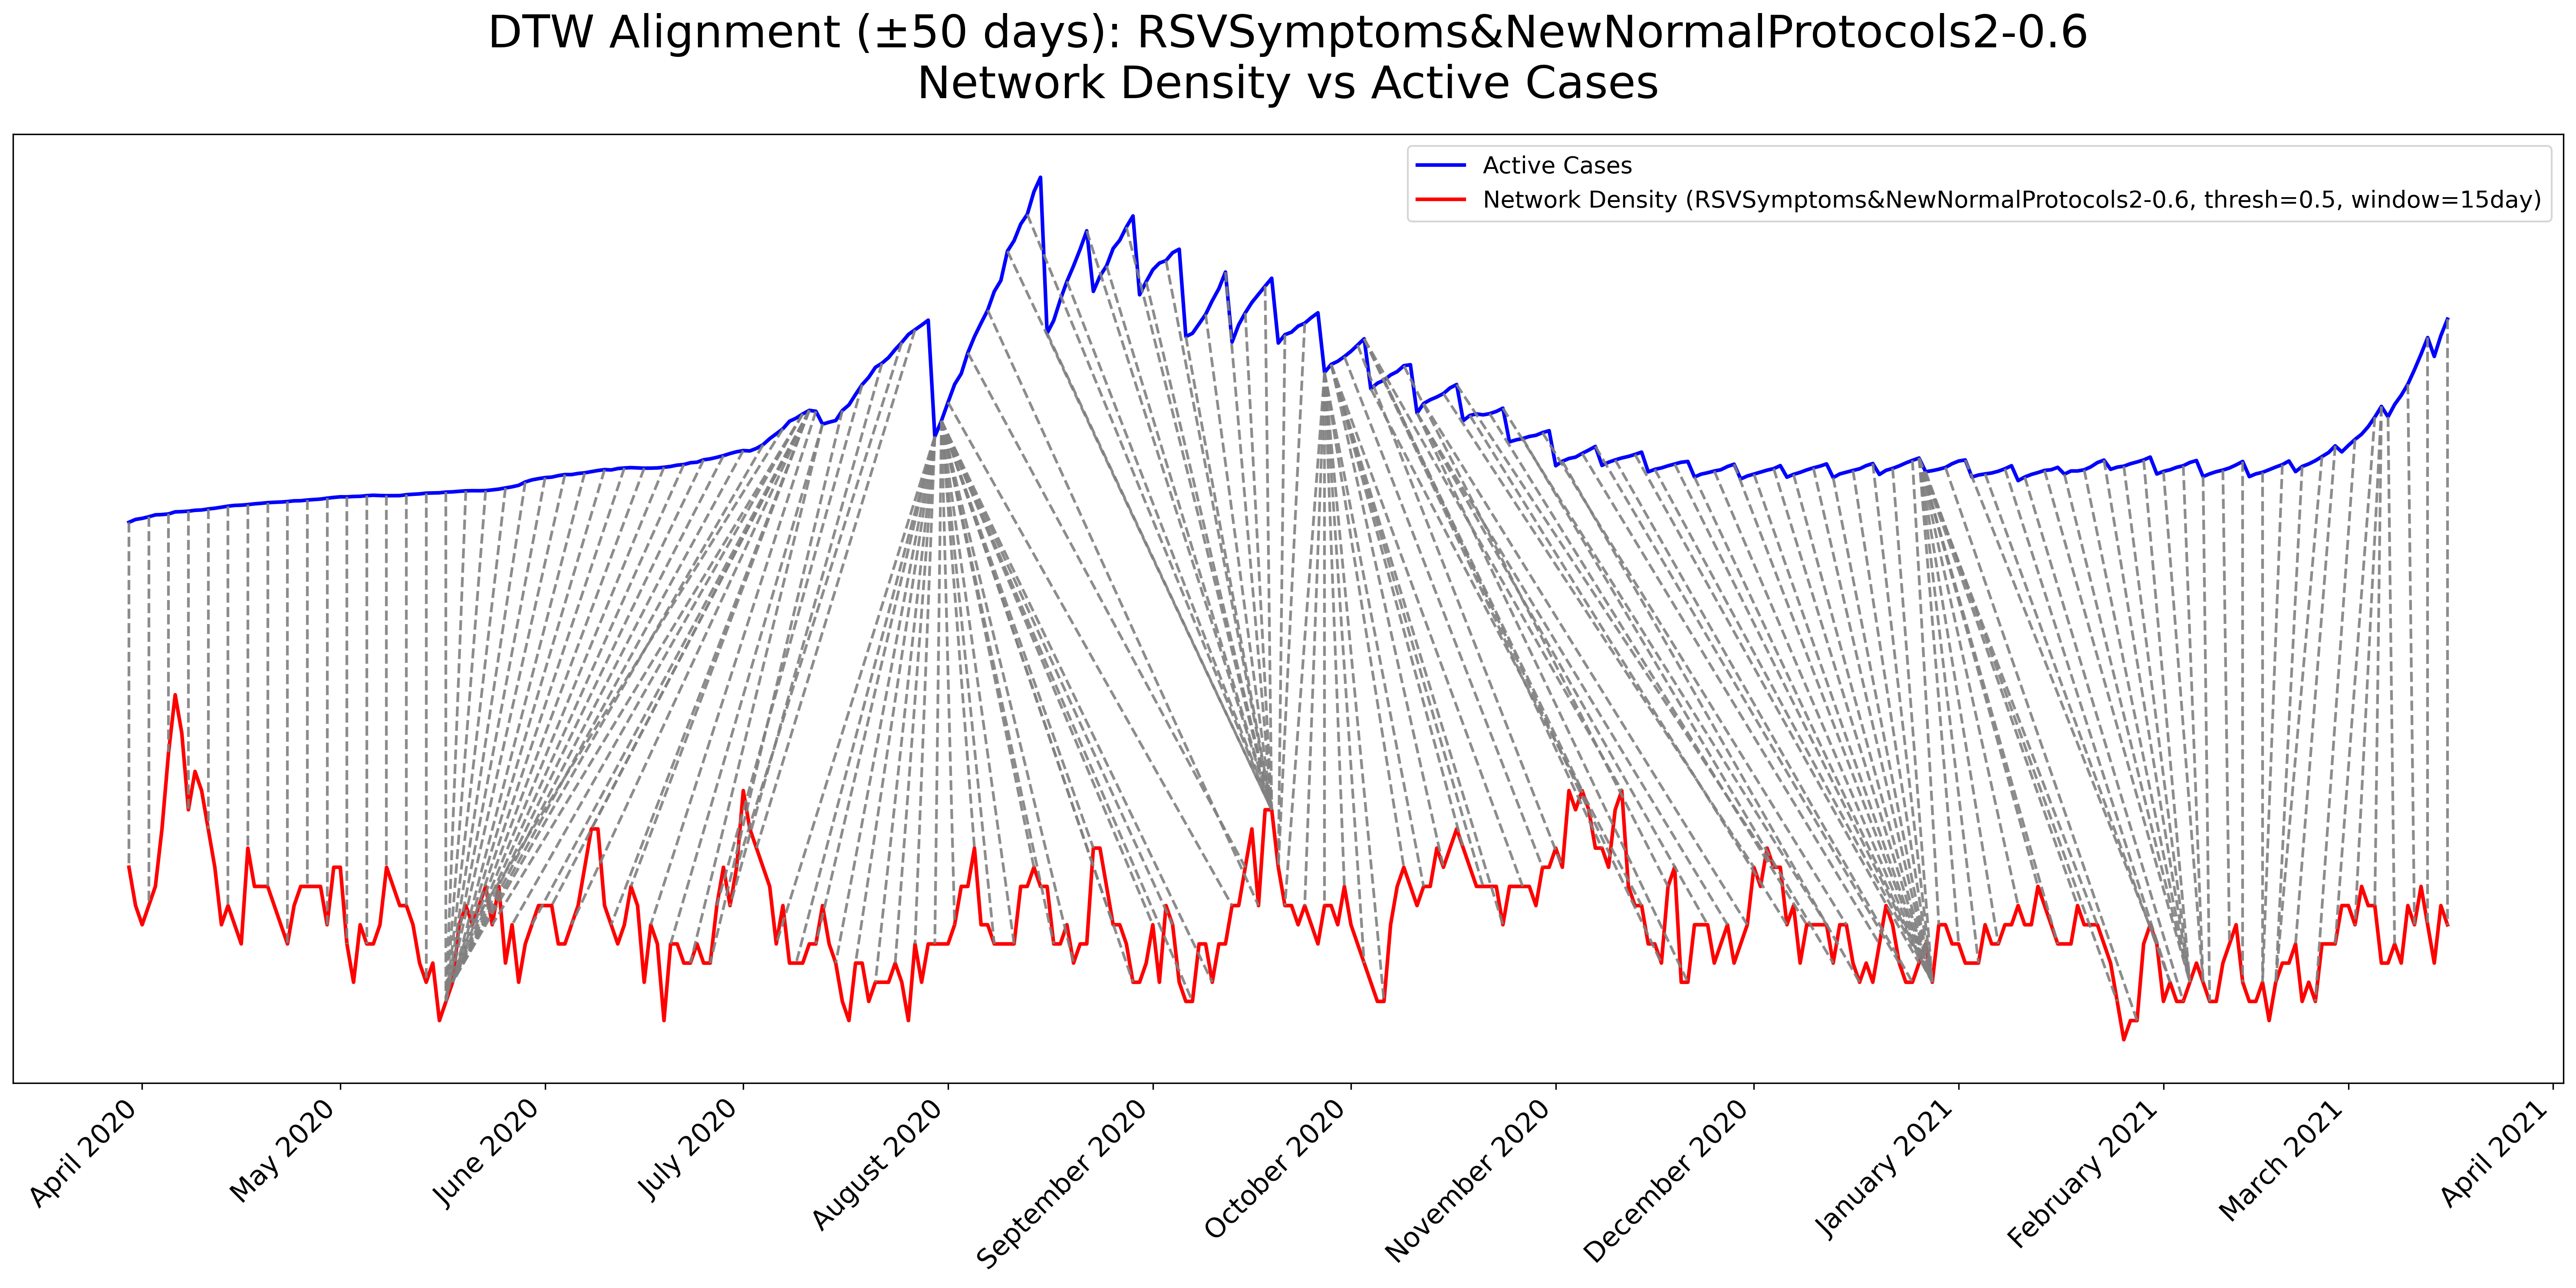 DTW Alignment (±50 days): RSVSymptoms&NewNormalProtocols2-0.6
Network Density vs Active Cases
Active Cases
Network Density (RSVSymptoms&NewNormalProtocols2-0.6, thresh=0.5, window=15day)
April 2020
May 2020
June 2020
July 2020
August 2020
September 2020
October 2020
November 2020
December 2020
January 2021
February 2021
March 2021
April 2021